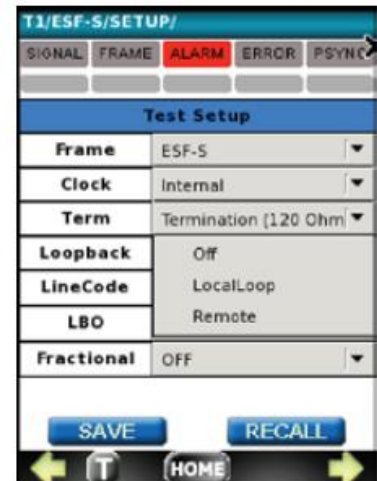 T1/ESF-S/SETUP/
SIGNAL FRAME ALARM ERROR PSYNC
Test Setup
Frame ESF-S
Clock Internal
Term Termination (120 Ohm
Loopback Off
LineCode LocalLoop
LBO Remote
Fractional OFF
SAVE RECALL
T HOME